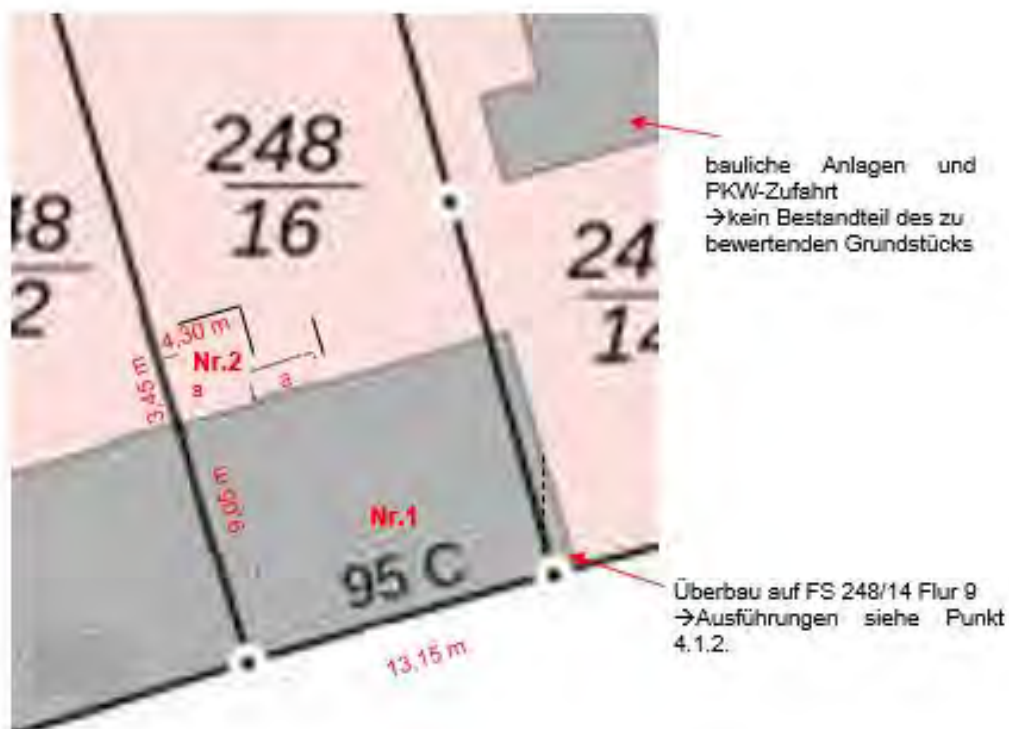 248
16
48
2
24
14
bauliche Anlagen und
PKW-Zufahrt
→kein Bestandteil des zu
bewertenden Grundstücks
4,30 m
Nr.2
a
a
3,45 m
9,05 m
Nr.1
95 C
13,15 m
Überbau auf FS 248/14 Flur 9
→Ausführungen siehe Punkt
4.1.2.